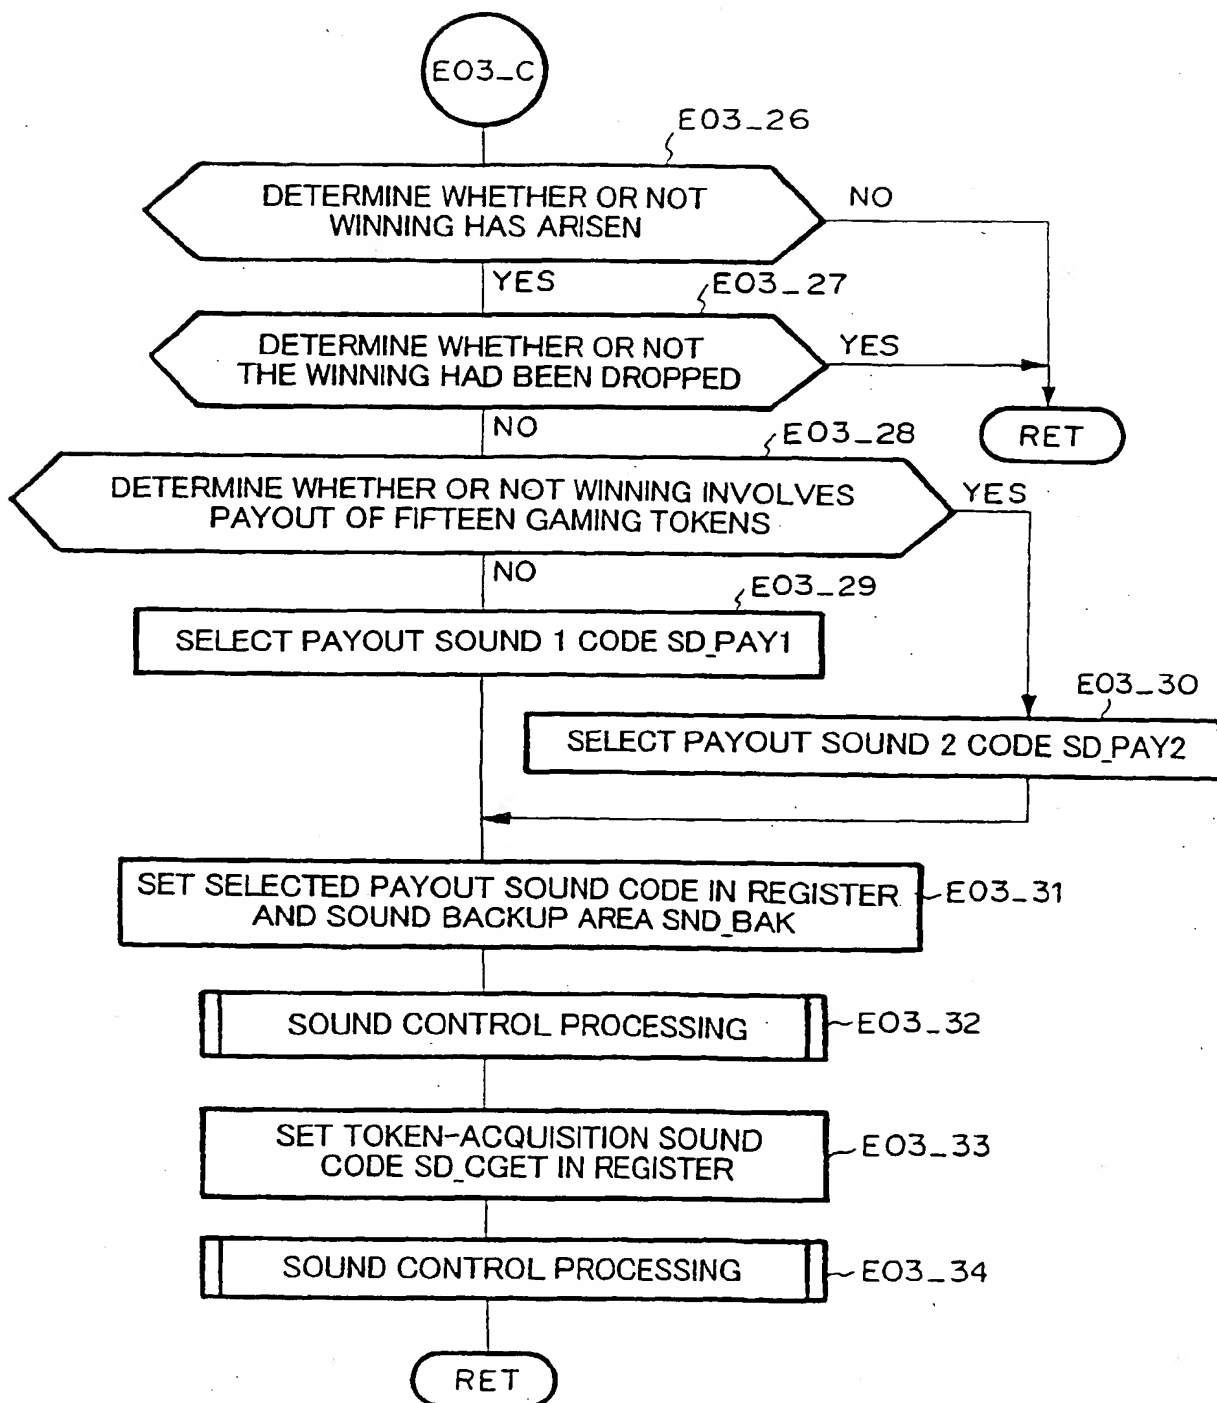 E03_C
E03_26
DETERMINE WHETHER OR NOT
WINNING HAS ARISEN
NO
YES
E03_27
DETERMINE WHETHER OR NOT
THE WINNING HAD BEEN DROPPED
YES
NO
RET
E03_28
DETERMINE WHETHER OR NOT WINNING INVOLVES
PAYOUT OF FIFTEEN GAMING TOKENS
YES
NO
E03_29
SELECT PAYOUT SOUND 1 CODE SD_PAY1
E03_30
SELECT PAYOUT SOUND 2 CODE SD_PAY2
SET SELECTED PAYOUT SOUND CODE IN REGISTER
AND SOUND BACKUP AREA SND_BAK
E03_31
SOUND CONTROL PROCESSING
E03_32
SET TOKEN-ACQUISITION SOUND
CODE SD_CGET IN REGISTER
E03_33
SOUND CONTROL PROCESSING
E03_34
RET